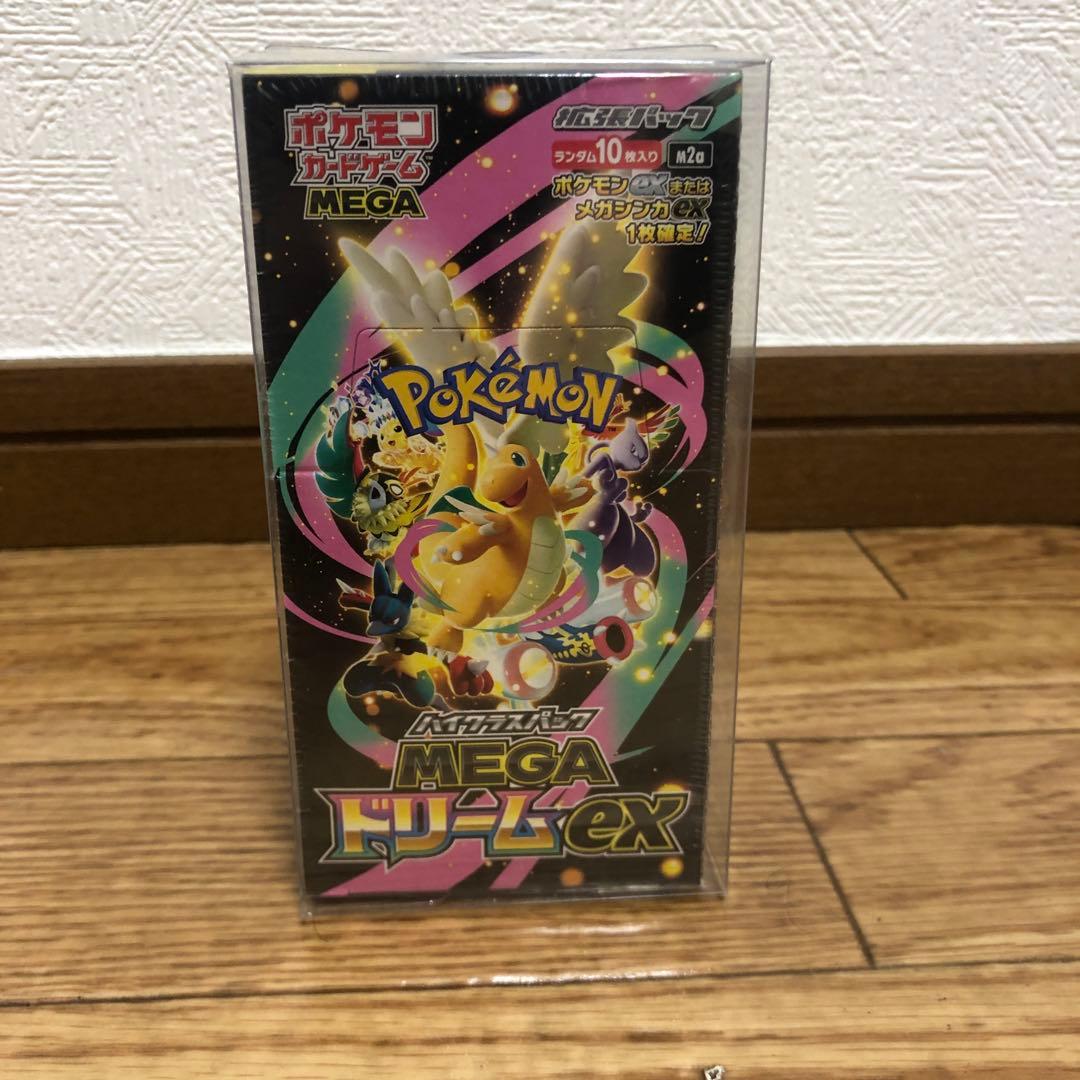 ポケモン
カードゲーム™
MEGA
拡張パック
ランダム10枚入り M2a
ポケモンexまたは
メガシンカex
1枚確定!
POKéMON™
ハイクラスパック
MEGA
ドリームex